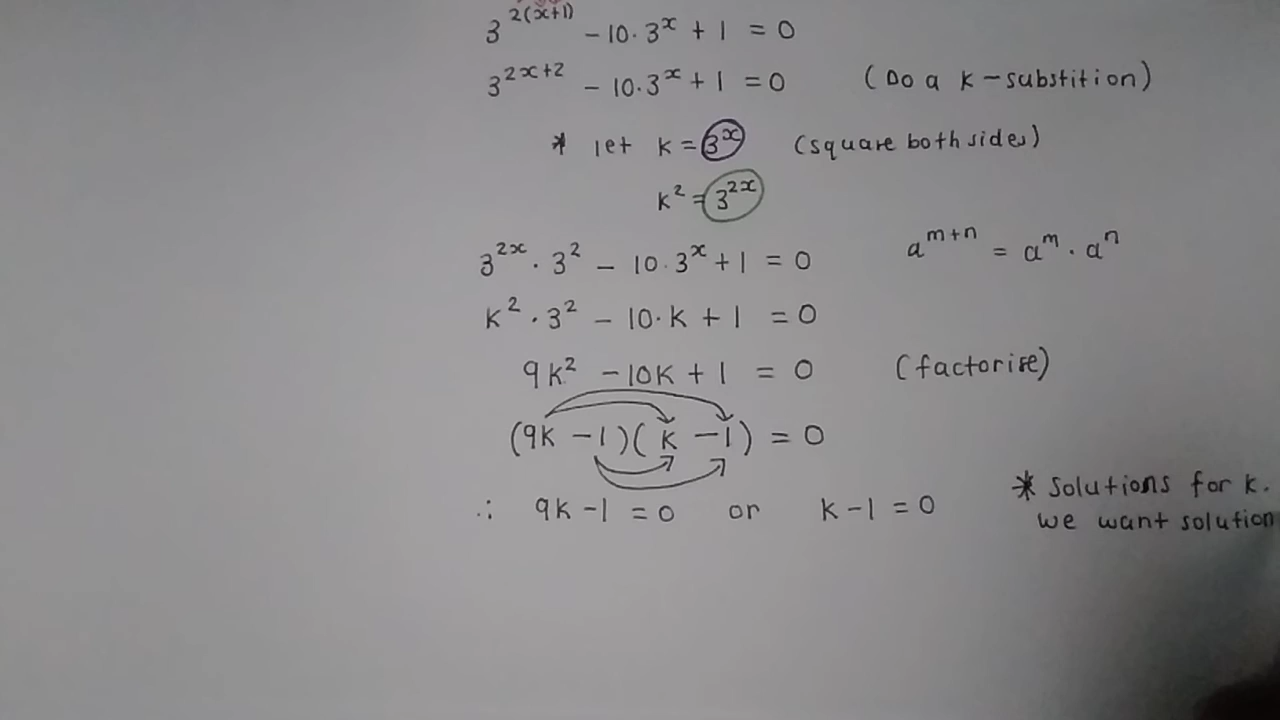 3^{2(x+1)} - 10·3^x + 1 = 0
3^{2x+2} - 10·3^x + 1 = 0 (Do a k-substition)
* let k = 3^x (square both sides)
k^2 = 3^{2x}
3^{2x} · 3^2 - 10·3^x + 1 = 0 a^{m+n} = a^m · a^n
k^2 · 3^2 - 10·k + 1 = 0
9k^2 - 10k + 1 = 0 (factorise)
(9k - 1)(k - 1) = 0
∴ 9k - 1 = 0 or k - 1 = 0 * solutions for k.
we want solution